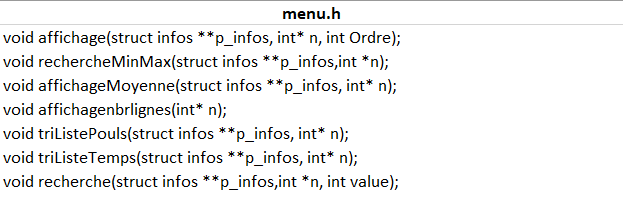 menu.h
void affichage(struct infos **p_infos, int* n, int Ordre);
void rechercheMinMax(struct infos **p_infos,int *n);
void affichageMoyenne(struct infos **p_infos, int* n);
void affichagenbrlignes(int* n);
void triListePouls(struct infos **p_infos, int* n);
void triListeTemps(struct infos **p_infos, int* n);
void recherche(struct infos **p_infos,int *n, int value);